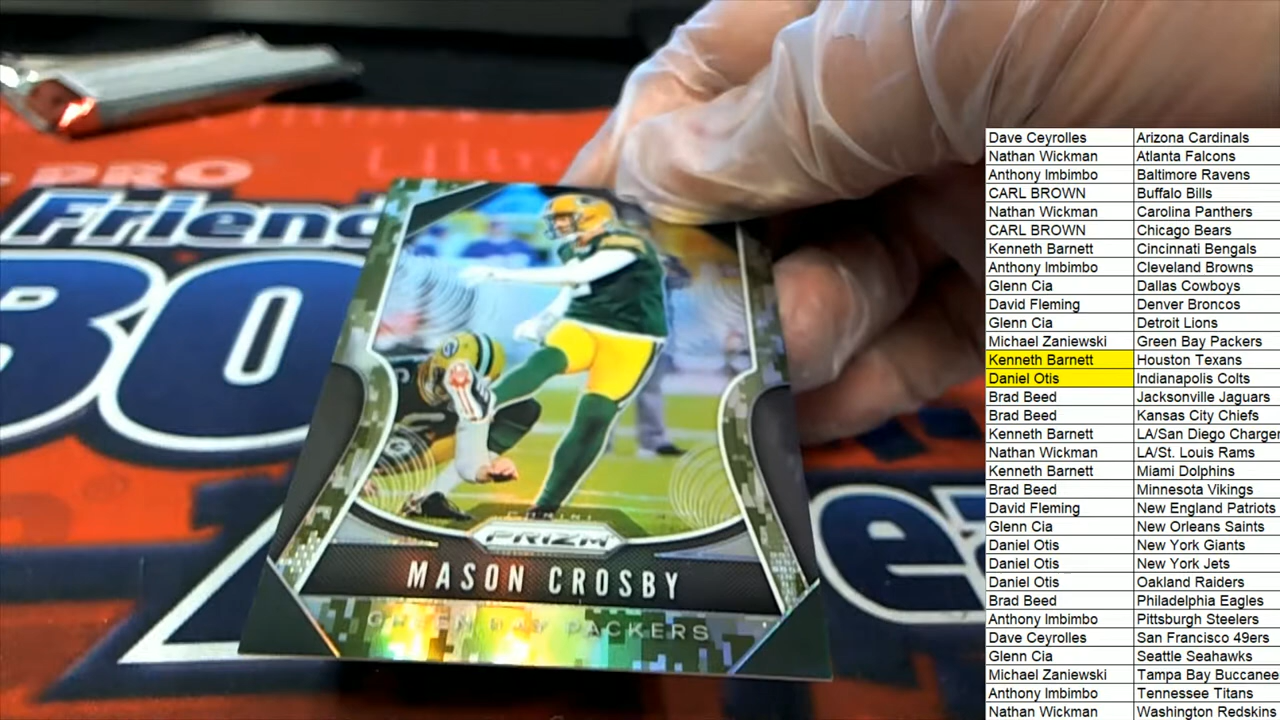 PRO
Friend
BO
PANINI
PRIZM
MASON CROSBY
GREEN BAY PACKERS
Dave Ceyrolles Arizona Cardinals
Nathan Wickman Atlanta Falcons
Anthony Imbimbo Baltimore Ravens
CARL BROWN Buffalo Bills
Nathan Wickman Carolina Panthers
CARL BROWN Chicago Bears
Kenneth Barnett Cincinnati Bengals
Anthony Imbimbo Cleveland Browns
Glenn Cia Dallas Cowboys
David Fleming Denver Broncos
Glenn Cia Detroit Lions
Michael Zaniewski Green Bay Packers
Kenneth Barnett Houston Texans
Daniel Otis Indianapolis Colts
Brad Beed Jacksonville Jaguars
Brad Beed Kansas City Chiefs
Kenneth Barnett LA/San Diego Charger
Nathan Wickman LA/St. Louis Rams
Kenneth Barnett Miami Dolphins
Brad Beed Minnesota Vikings
David Fleming New England Patriots
Glenn Cia New Orleans Saints
Daniel Otis New York Giants
Daniel Otis New York Jets
Daniel Otis Oakland Raiders
Brad Beed Philadelphia Eagles
Anthony Imbimbo Pittsburgh Steelers
Dave Ceyrolles San Francisco 49ers
Glenn Cia Seattle Seahawks
Michael Zaniewski Tampa Bay Buccanee
Anthony Imbimbo Tennessee Titans
Nathan Wickman Washington Redskins